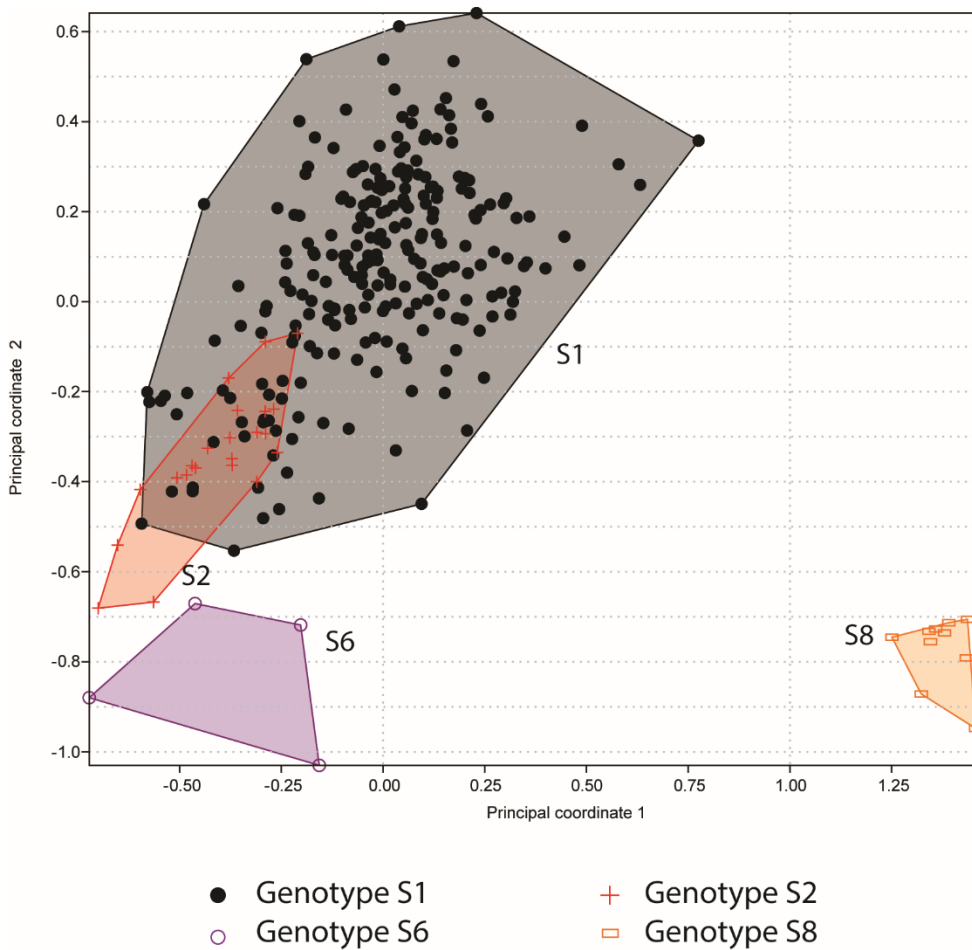 0.6
0.4
0.2
0.0
-0.2
-0.4
-0.6
-0.8
-1.0
Principal coordinate 2
S1
S2
S6
S8
-0.50 -0.25 0.00 0.25 0.50 0.75 1.00 1.25
Principal coordinate 1
Genotype S1 Genotype S2
Genotype S6 Genotype S8